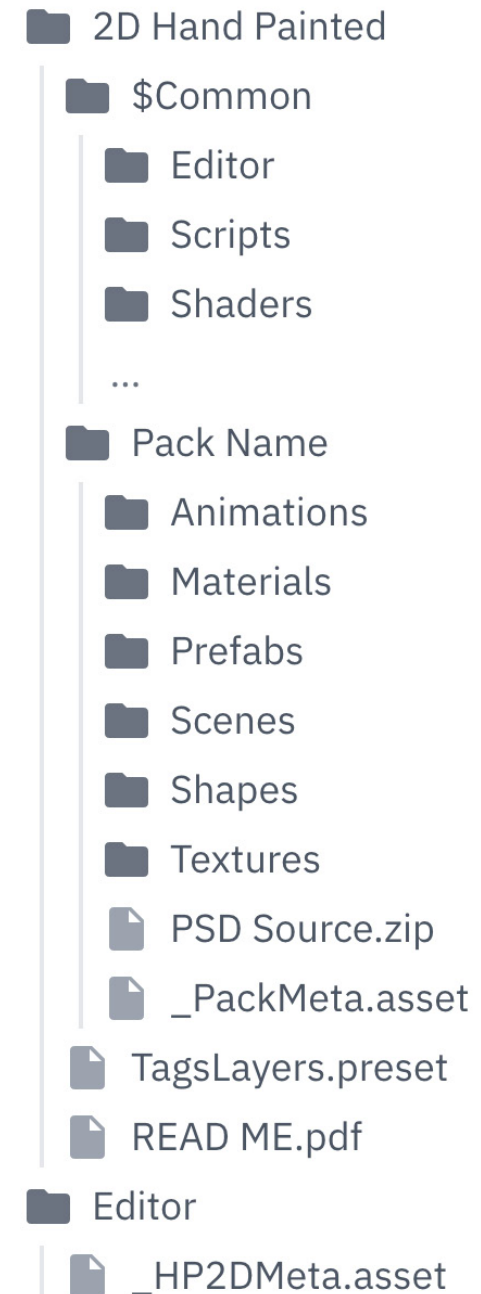 2D Hand Painted
$Common
Editor
Scripts
Shaders
...
Pack Name
Animations
Materials
Prefabs
Scenes
Shapes
Textures
PSD Source.zip
_PackMeta.asset
TagsLayers.preset
READ ME.pdf
Editor
_HP2DMeta.asset